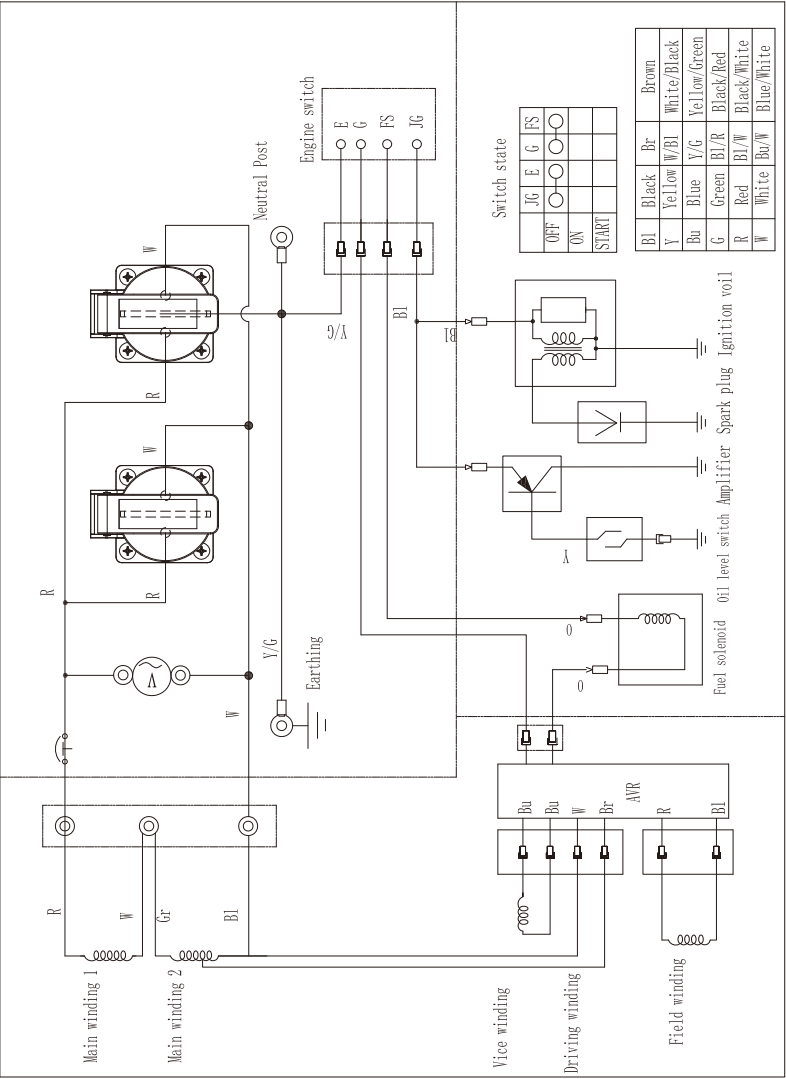 Main winding 1
Main winding 2
R
W
Gr
Bl
R
R
W
R
W
W
V
Y/G
Earthing
Neutral Post
Engine switch
E
G
FS
JG
Y/G
Bl
Bl
Switch state
JG E G FS
OFF
ON
START
Bl Black Br Brown
Y Yellow W/Bl White/Black
Bu Blue Y/G Yellow/Green
G Green Bl/R Black/Red
R Red Bl/W Black/White
W White Bu/W Blue/White
Vice winding
Driving winding
Field winding
Bu
Bu
W
Br
AVR
R
Bl
0
0
Y
Fuel solenoid
Oil level switch
Amplifier
Spark plug
Ignition voil